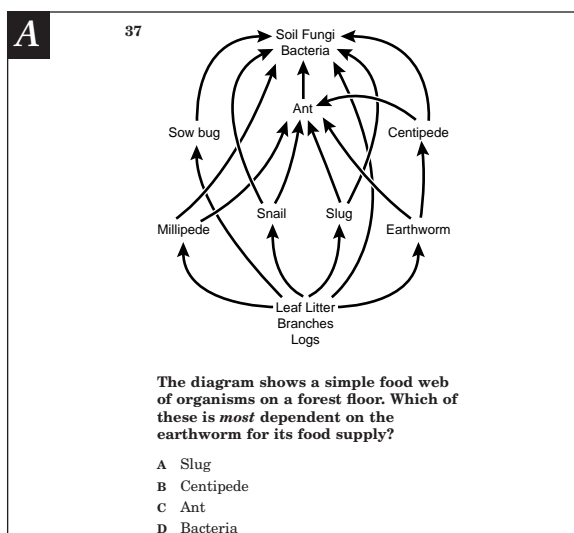 A
37
Soil Fungi
Bacteria
Ant
Sow bug
Centipede
Snail
Slug
Millipede
Earthworm
Leaf Litter
Branches
Logs
The diagram shows a simple food web
of organisms on a forest floor. Which of
these is most dependent on the
earthworm for its food supply?
A Slug
B Centipede
C Ant
D Bacteria